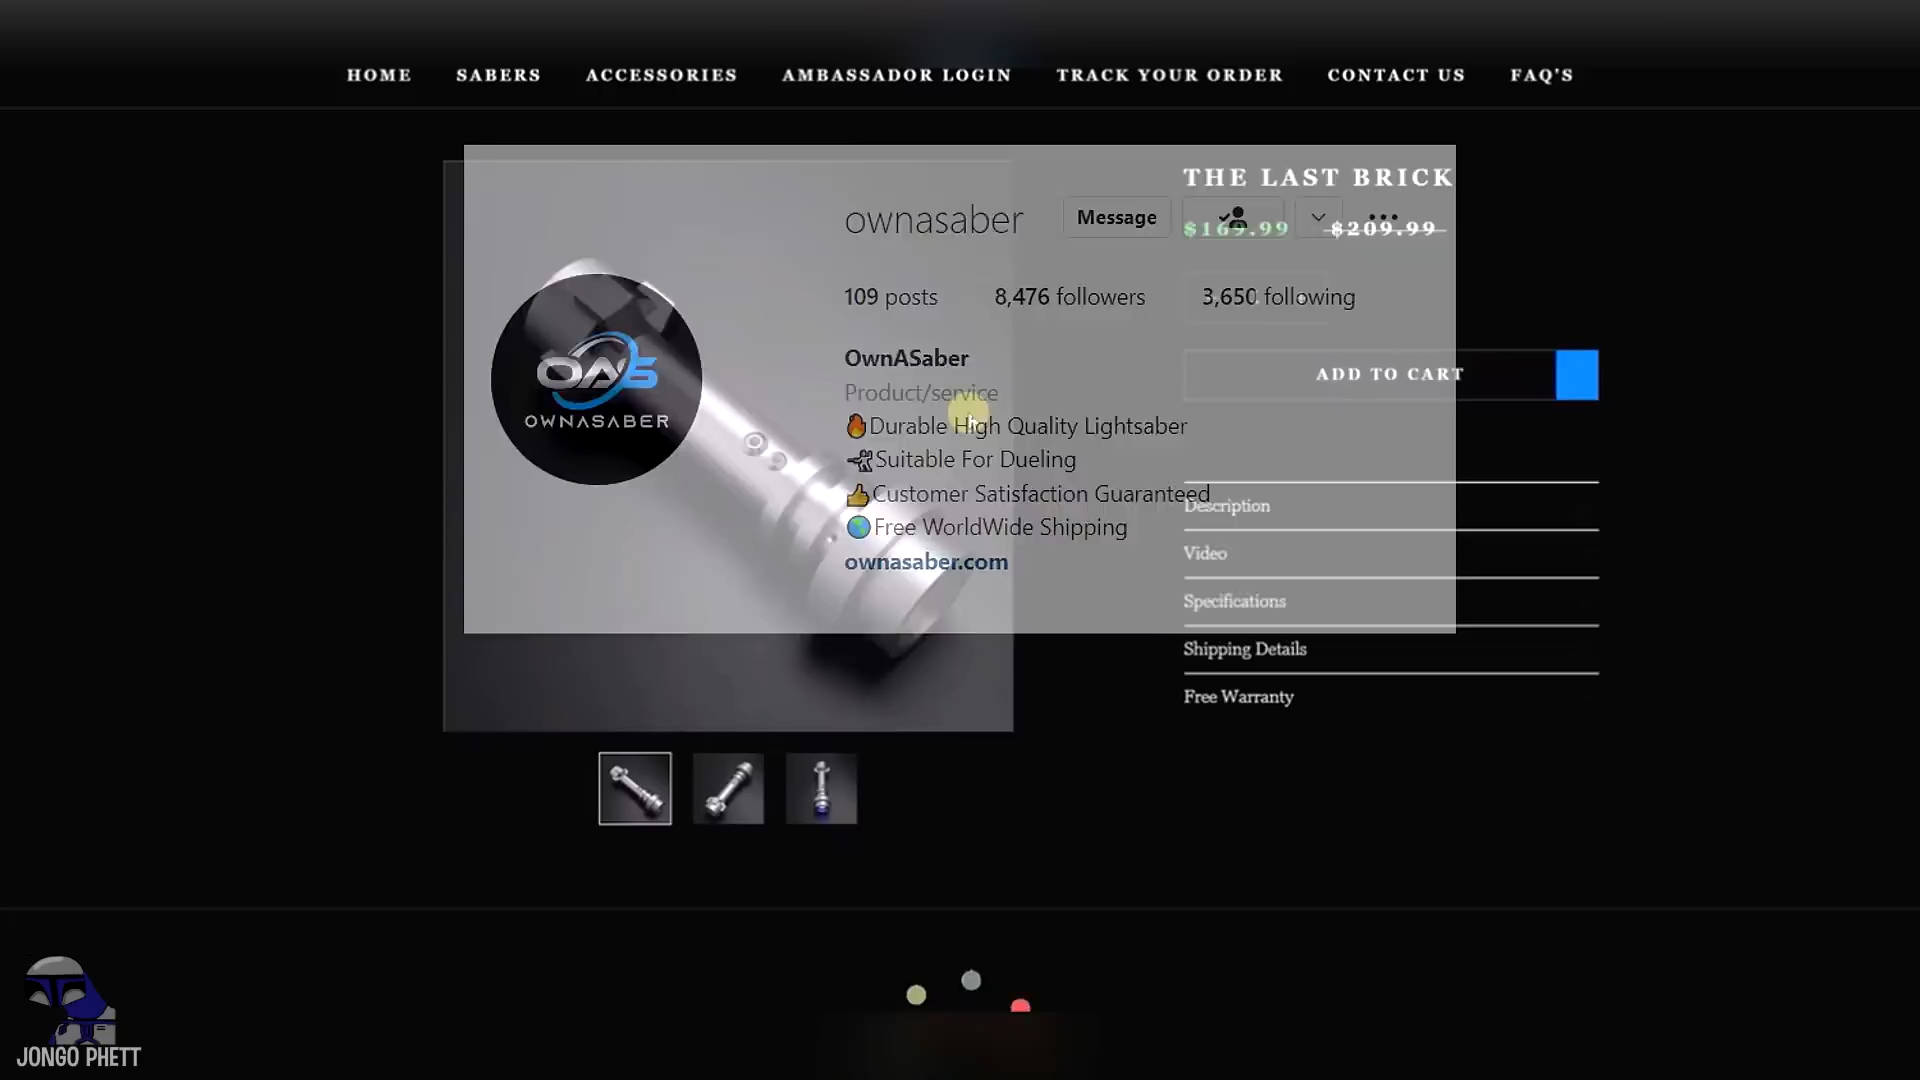 HOME SABERS ACCESSORIES AMBASSADOR LOGIN TRACK YOUR ORDER CONTACT US FAQ'S
THE LAST BRICK
$169.99 $209.99
ownasaber Message
109 posts 8,476 followers 3,650 following
OAS
OWNASABER
OwnASaber
Product/service
Durable High Quality Lightsaber
Suitable For Dueling
Customer Satisfaction Guaranteed
Free WorldWide Shipping
ownasaber.com
ADD TO CART
Description
Video
Specifications
Shipping Details
Free Warranty
JONGO PHETT